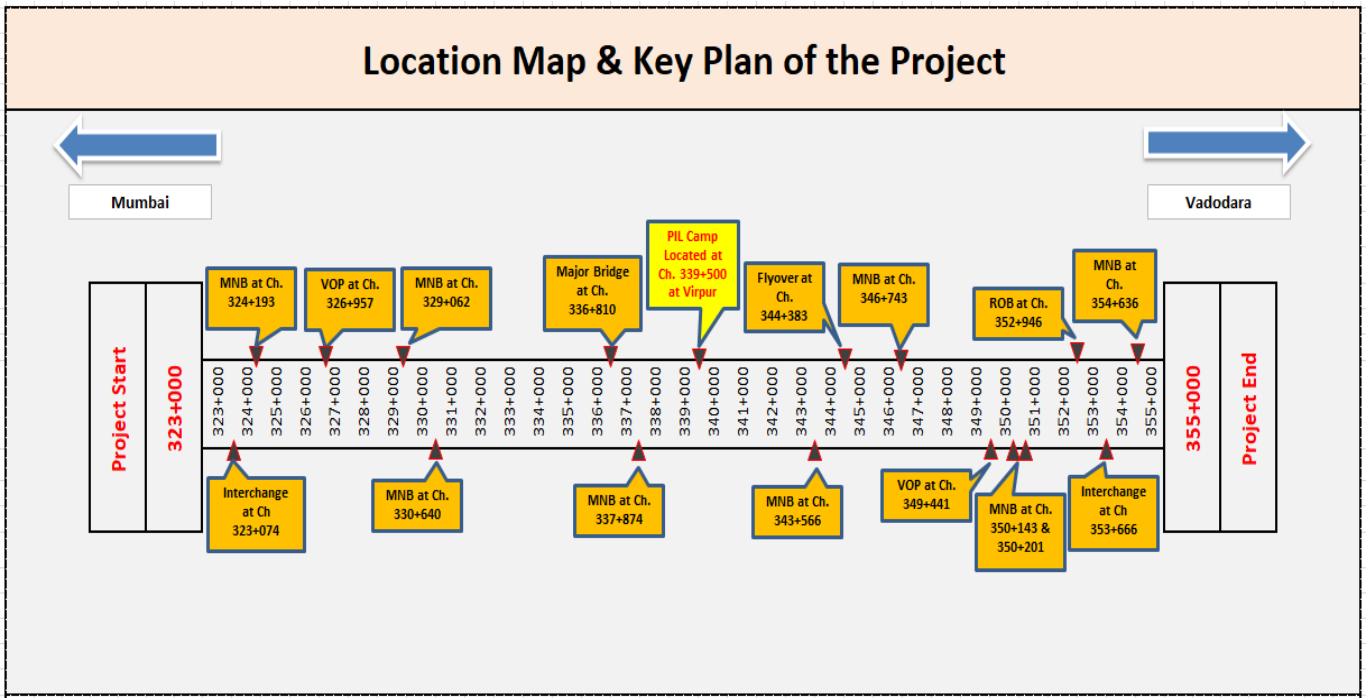 Location Map & Key Plan of the Project
Mumbai
Vadodara
PIL Camp
Located at
Ch. 339+500
at Virpur
MNB at Ch.
324+193
VOP at Ch.
326+957
MNB at Ch.
329+062
Major Bridge
at Ch.
336+810
Flyover at
Ch.
344+383
MNB at Ch.
346+743
ROB at Ch.
352+946
MNB at
Ch.
354+636
Project Start
323+000
323+000
324+000
325+000
326+000
327+000
328+000
329+000
330+000
331+000
332+000
333+000
334+000
335+000
336+000
337+000
338+000
339+000
340+000
341+000
342+000
343+000
344+000
345+000
346+000
347+000
348+000
349+000
350+000
351+000
352+000
353+000
354+000
355+000
355+000
Project End
Interchange
at Ch
323+074
MNB at Ch.
330+640
MNB at Ch.
337+874
MNB at Ch.
343+566
VOP at Ch.
349+441
MNB at Ch.
350+143 &
350+201
Interchange
at Ch
353+666